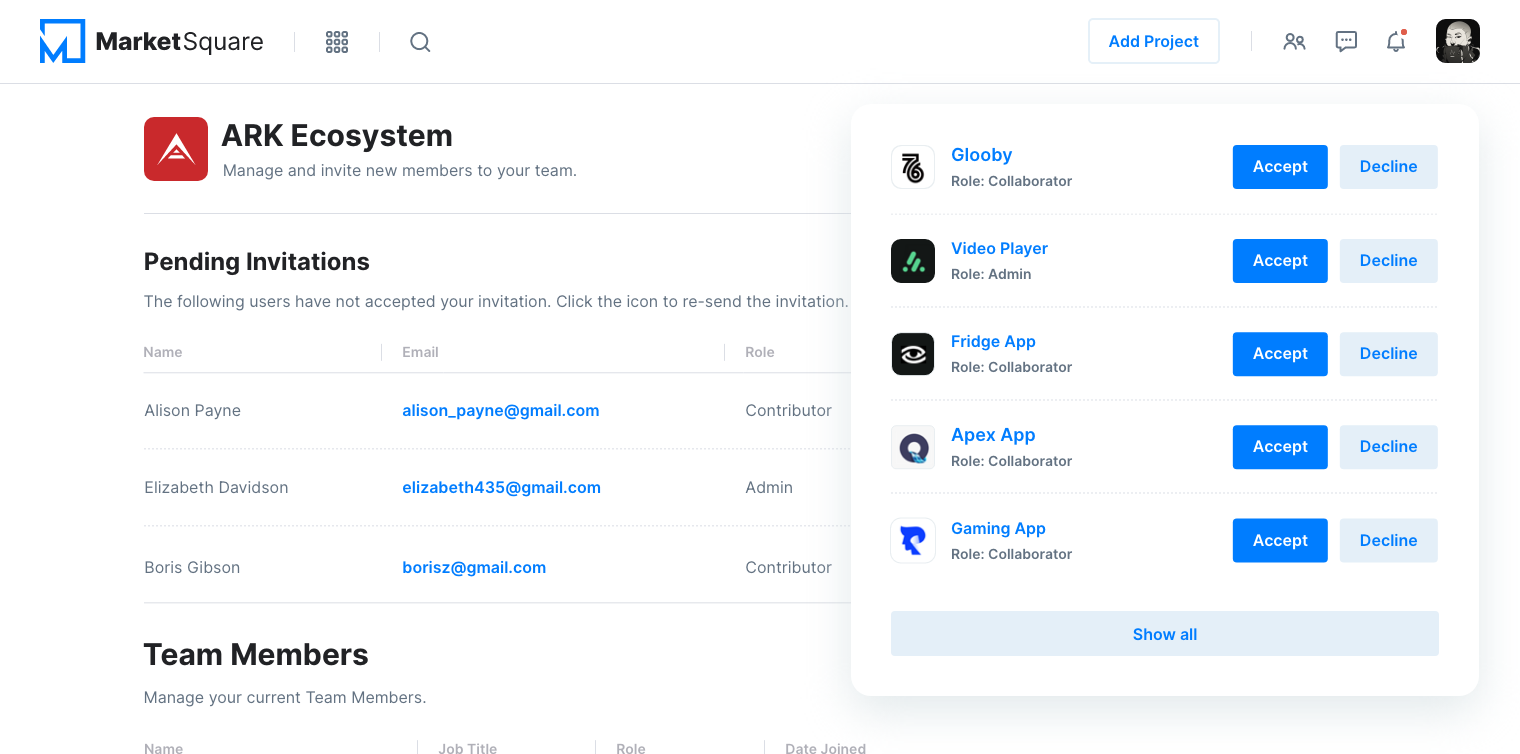 MarketSquare
Add Project
ARK Ecosystem
Manage and invite new members to your team.
Pending Invitations
The following users have not accepted your invitation. Click the icon to re-send the invitation.
Name Email Role
Alison Payne alison_payne@gmail.com Contributor
Elizabeth Davidson elizabeth435@gmail.com Admin
Boris Gibson borisz@gmail.com Contributor
Team Members
Manage your current Team Members.
Name Job Title Role Date Joined
Glooby
Role: Collaborator
Accept Decline
Video Player
Role: Admin
Accept Decline
Fridge App
Role: Collaborator
Accept Decline
Apex App
Role: Collaborator
Accept Decline
Gaming App
Role: Collaborator
Accept Decline
Show all